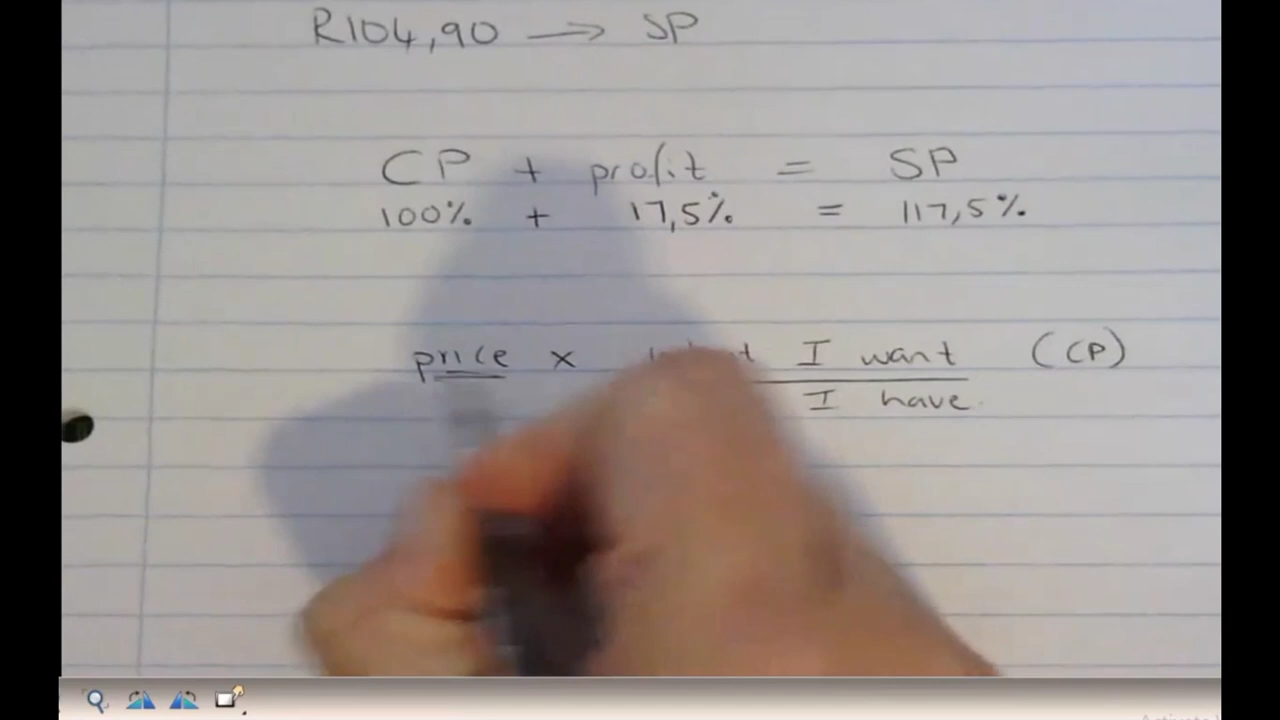 R104,90 → SP
CP + profit = SP
100% + 17,5% = 117,5%
price x I want (CP)
I have.